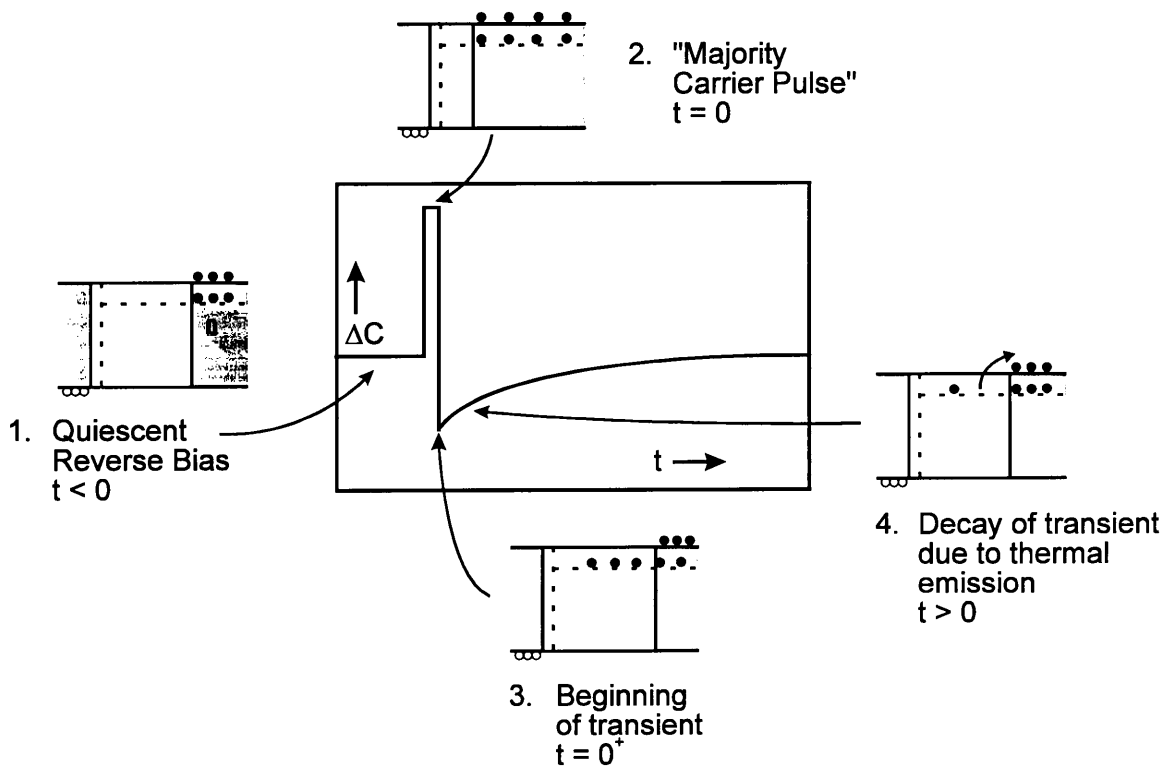 2. "Majority
Carrier Pulse"
t = 0
ΔC
1. Quiescent
Reverse Bias
t < 0
t
4. Decay of transient
due to thermal
emission
t > 0
3. Beginning
of transient
t = 0⁺